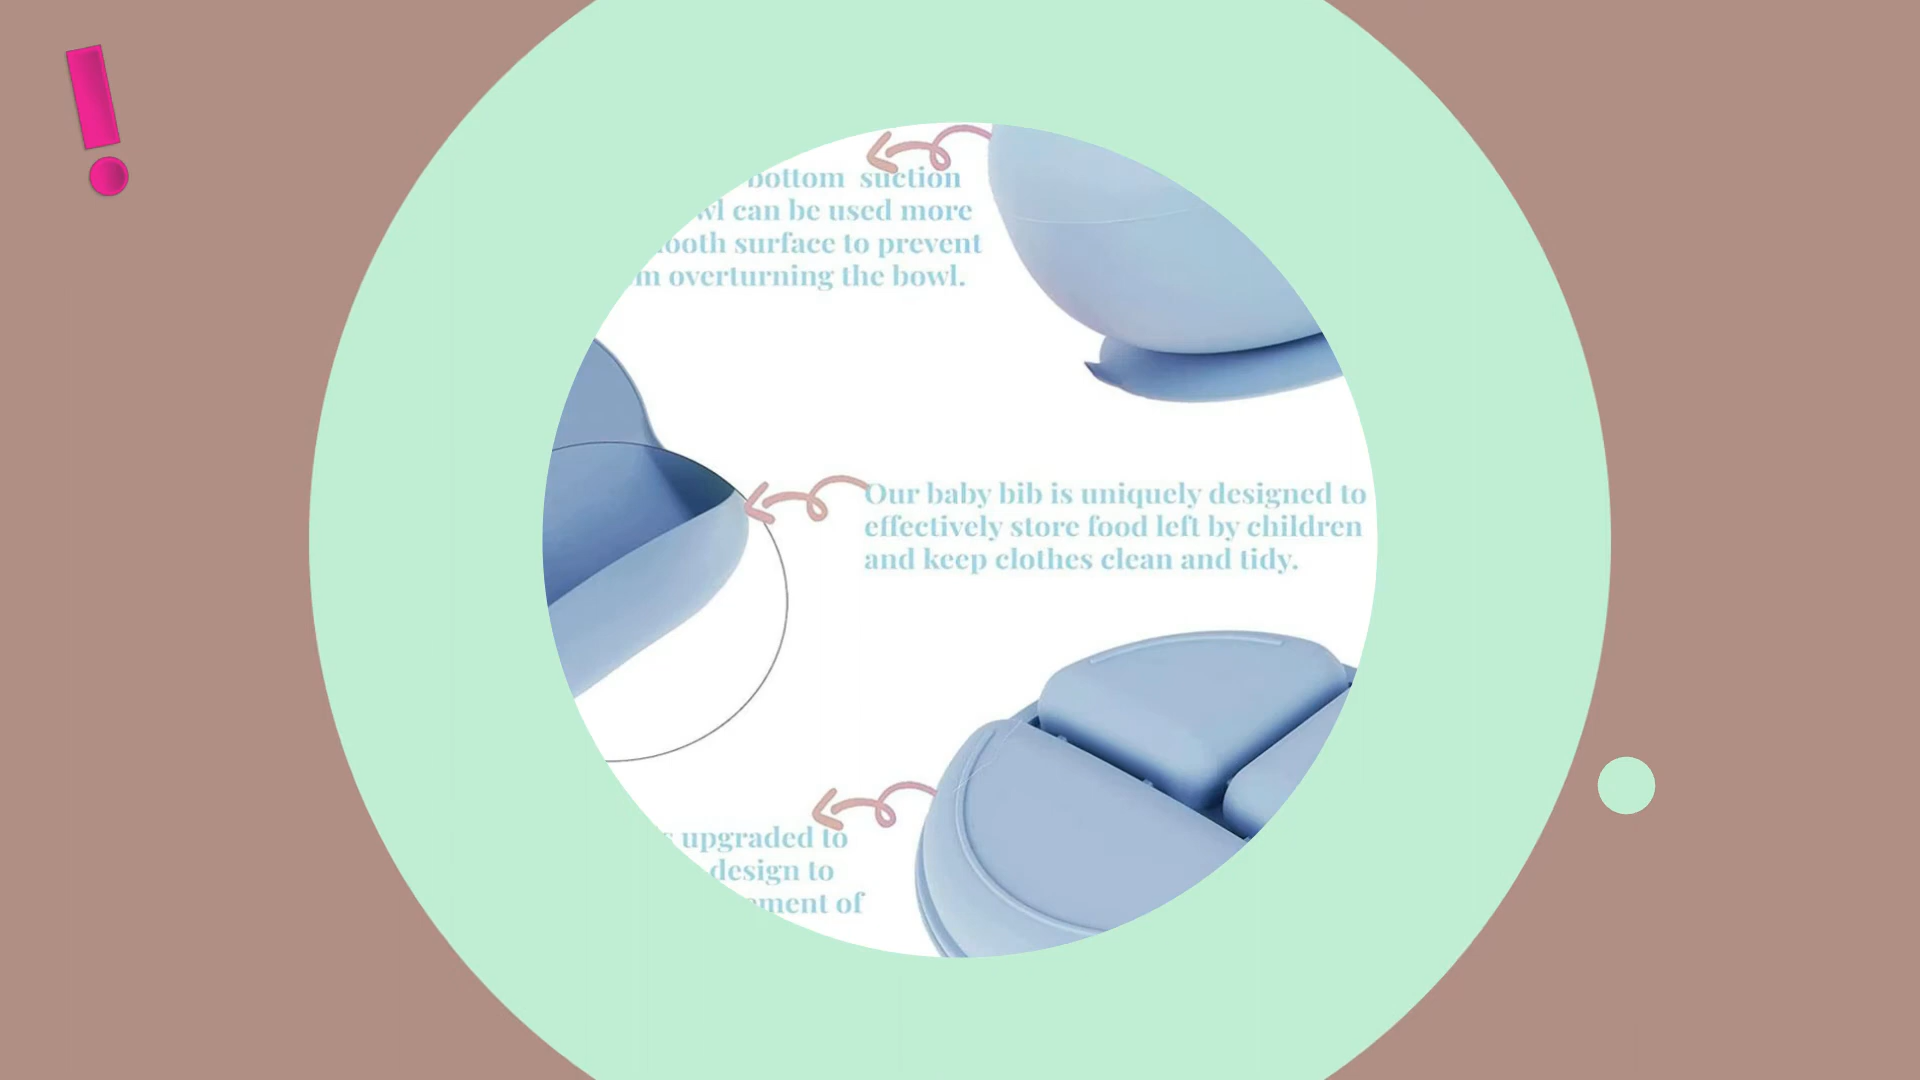 !
bottom suction
can be used more
surface to prevent
overturning the bowl.
Our baby bib is uniquely designed to
effectively store food left by children
and keep clothes clean and tidy.
upgraded to
design to
of